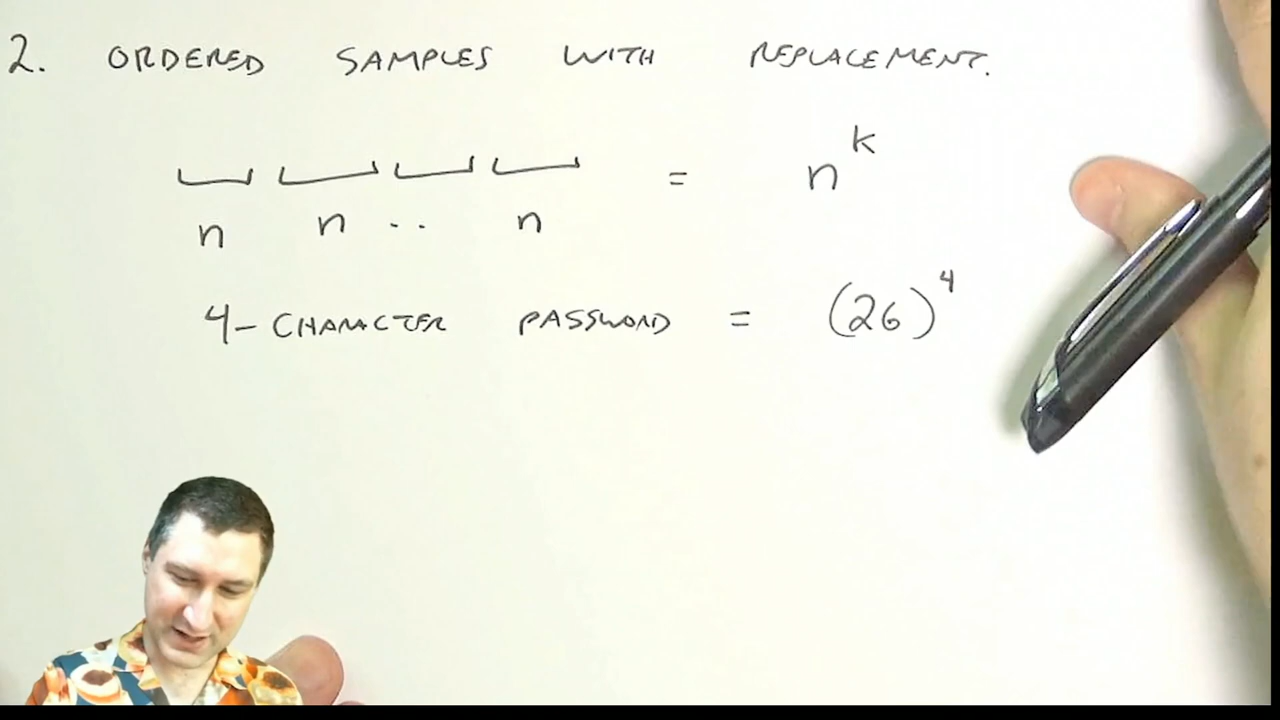 2. ORDERED SAMPLES WITH REPLACEMENT.
= n^k
n n .. n
4-CHARACTER PASSWORD = (26)^4